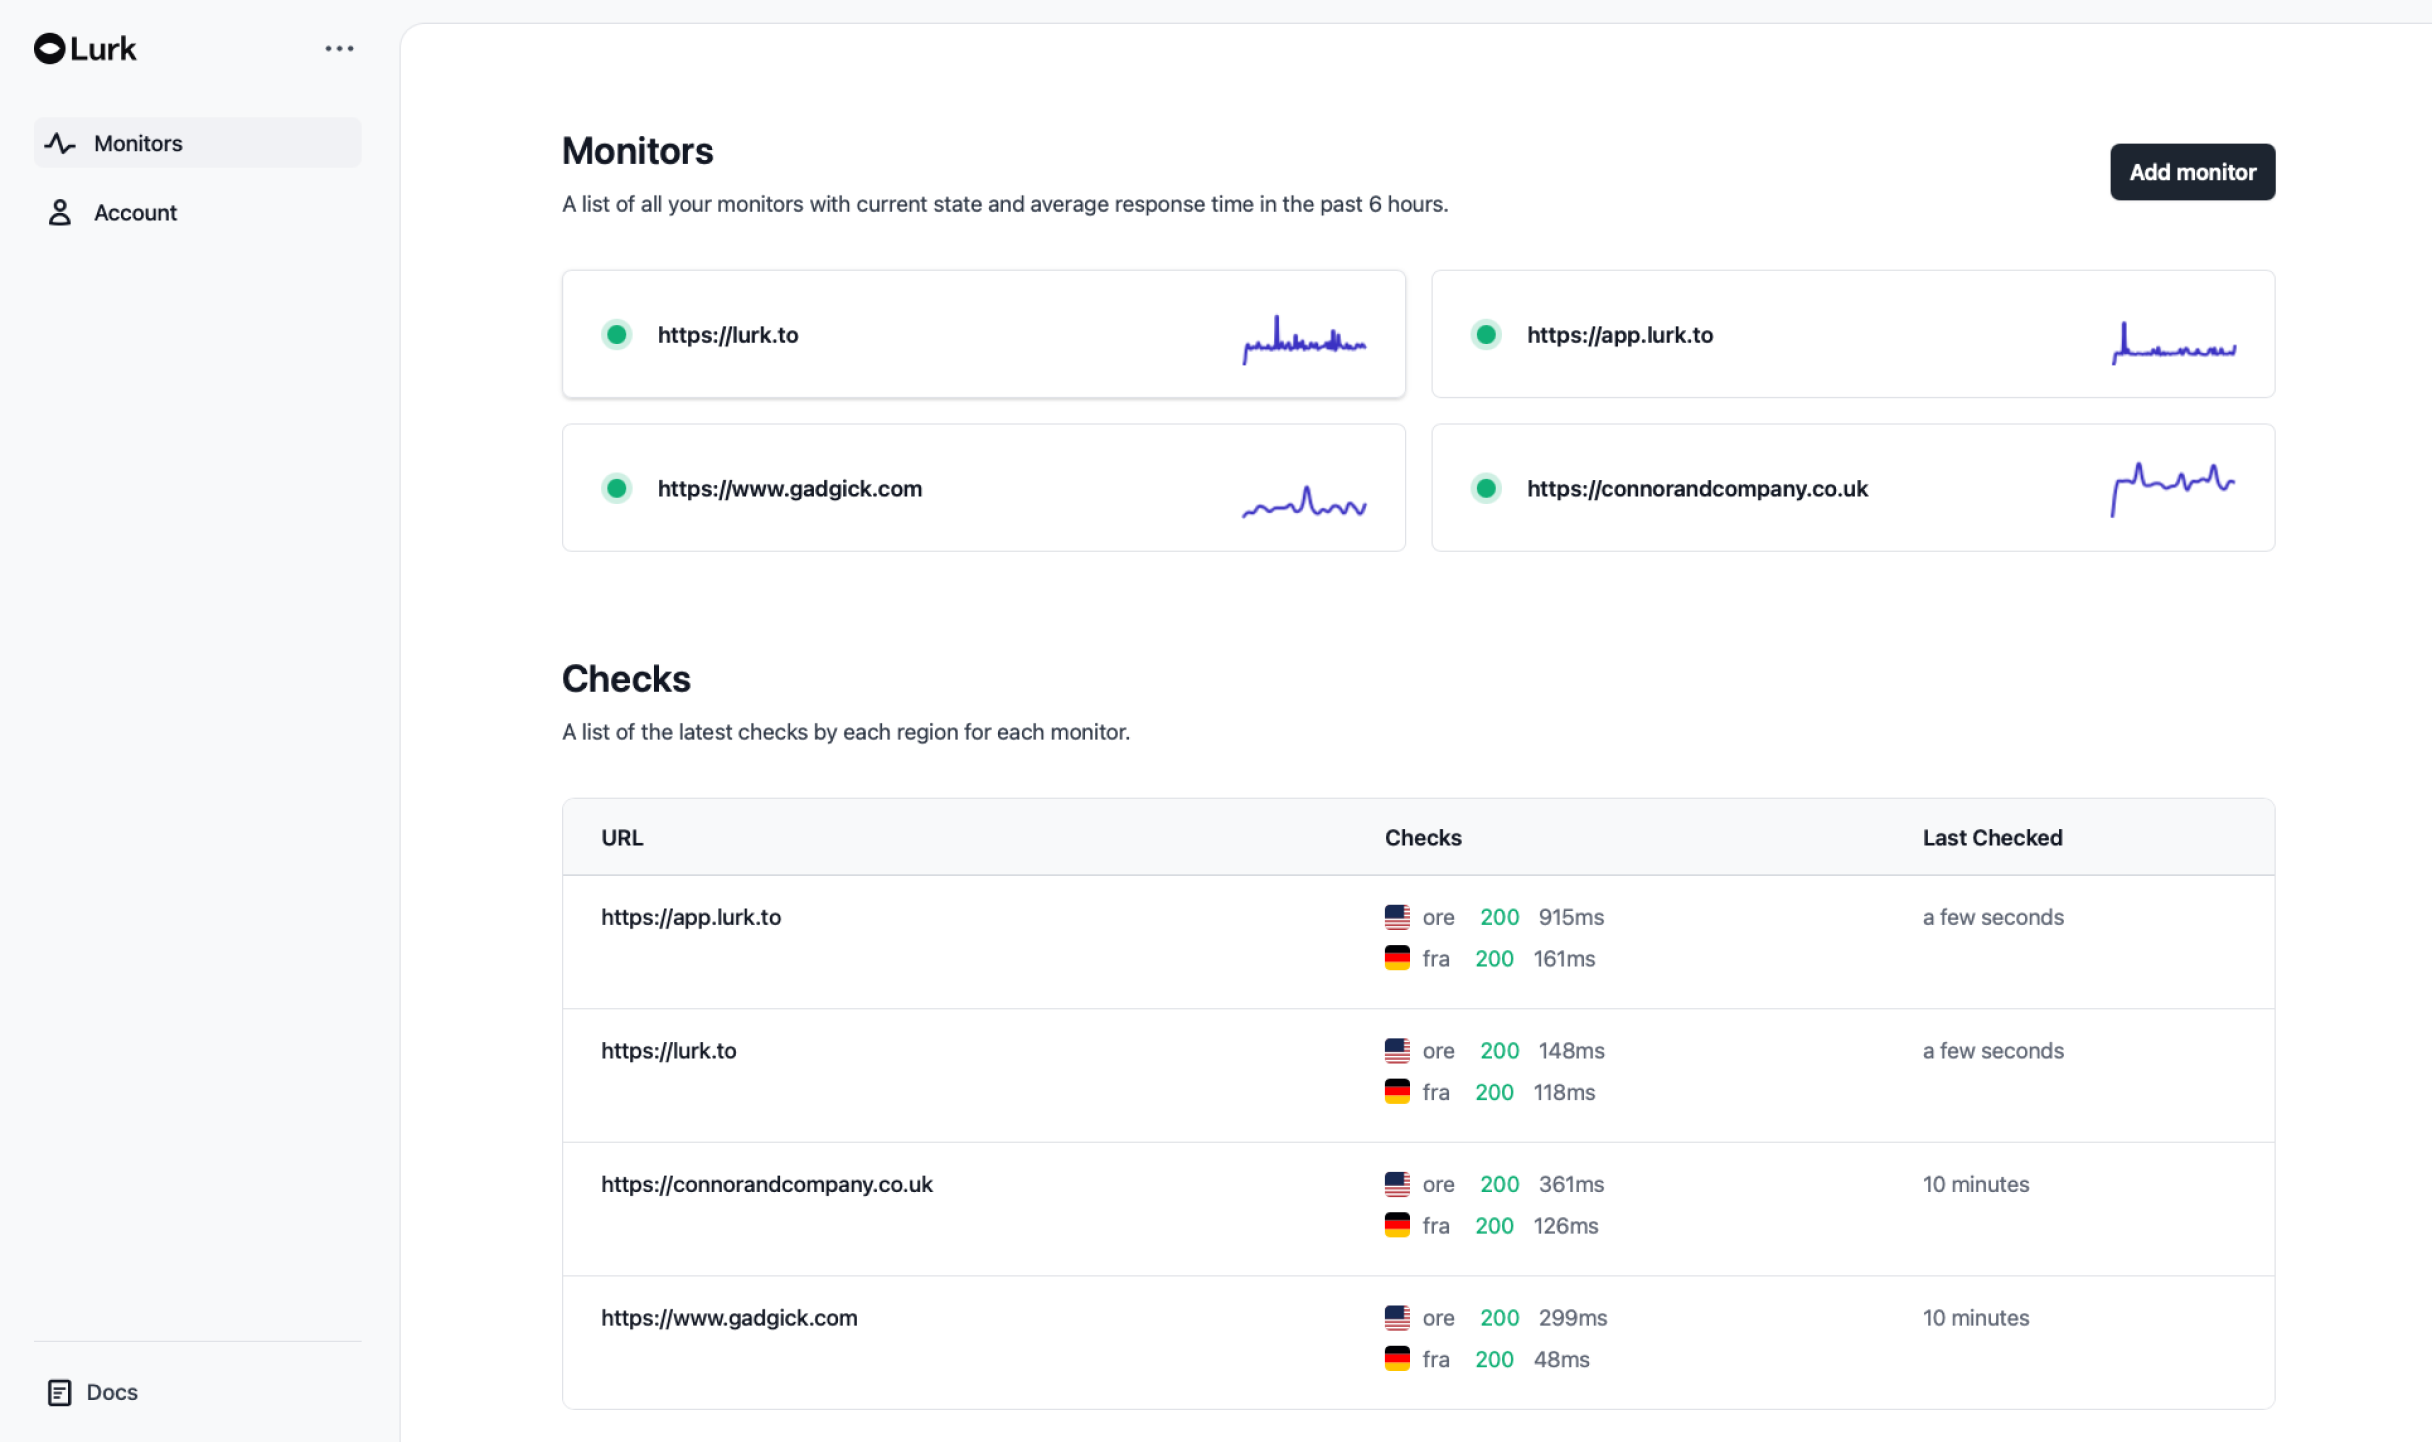 Lurk
Monitors
Account
Docs
Monitors
A list of all your monitors with current state and average response time in the past 6 hours.
Add monitor
https://lurk.to
https://app.lurk.to
https://www.gadgick.com
https://connorandcompany.co.uk
Checks
A list of the latest checks by each region for each monitor.
URL Checks Last Checked
https://app.lurk.to ore 200 915ms a few seconds
fra 200 161ms
https://lurk.to ore 200 148ms a few seconds
fra 200 118ms
https://connorandcompany.co.uk ore 200 361ms 10 minutes
fra 200 126ms
https://www.gadgick.com ore 200 299ms 10 minutes
fra 200 48ms